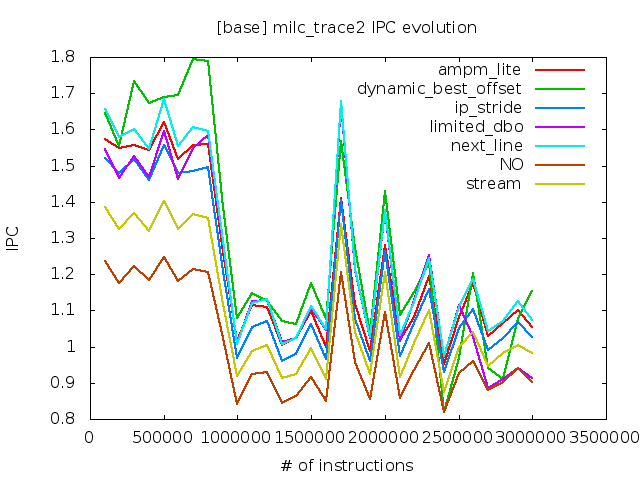 [base] milc_trace2 IPC evolution
1.8
1.7
1.6
1.5
1.4
1.3
1.2
1.1
1
0.9
0.8
IPC
ampm_lite
dynamic_best_offset
ip_stride
limited_dbo
next_line
NO
stream
0 500000 1000000 1500000 2000000 2500000 3000000 3500000
# of instructions